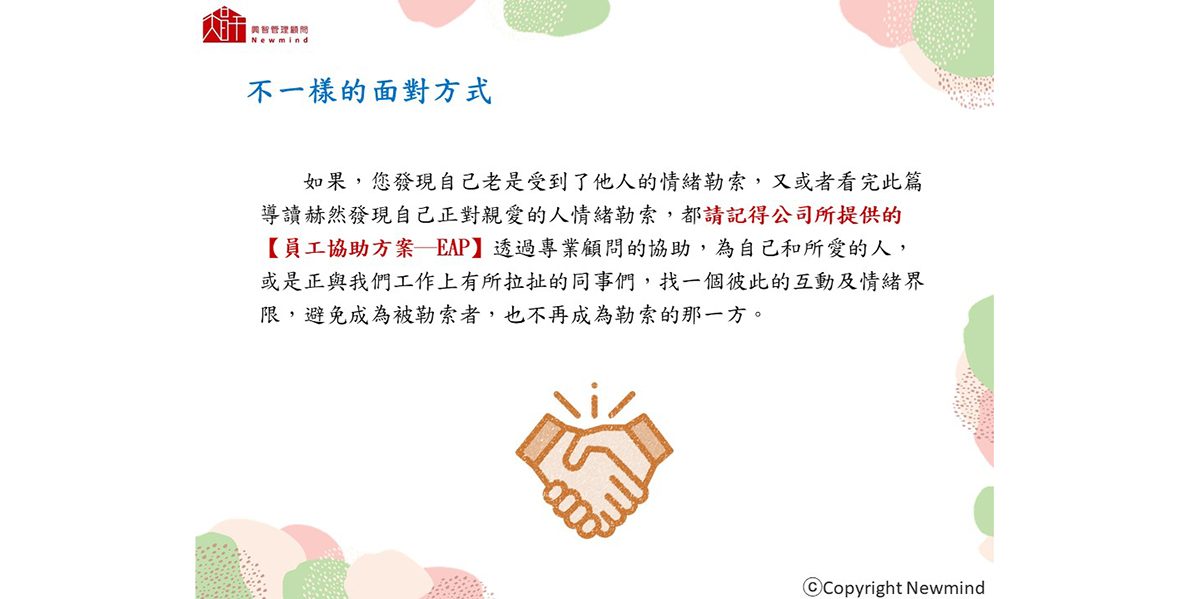 興智管理顧問
Newmind
不一樣的面對方式
如果，您發現自己老是受到了他人的情緒勒索，又或者看完此篇
導讀赫然發現自己正對親愛的人情緒勒索，都請記得公司所提供的
【員工協助方案─EAP】透過專業顧問的協助，為自己和所愛的人，
或是正與我們工作上有所拉扯的同事們，找一個彼此的互動及情緒界
限，避免成為被勒索者，也不再成為勒索的那一方。
ⓒCopyright Newmind